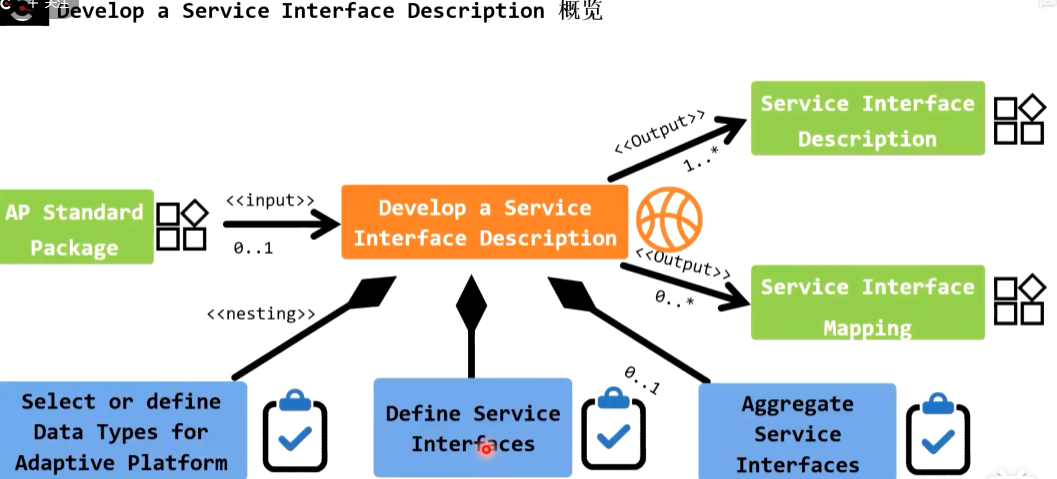 Develop a Service Interface Description 概览
关注
<<Output>>
1..*
Service Interface
Description
AP Standard
Package
<<input>>
0..1
Develop a Service
Interface Description
<<Output>>
0..*
Service Interface
Mapping
<<nesting>>
0..1
Select or define
Data Types for
Adaptive Platform
Define Service
Interfaces
Aggregate
Service
Interfaces